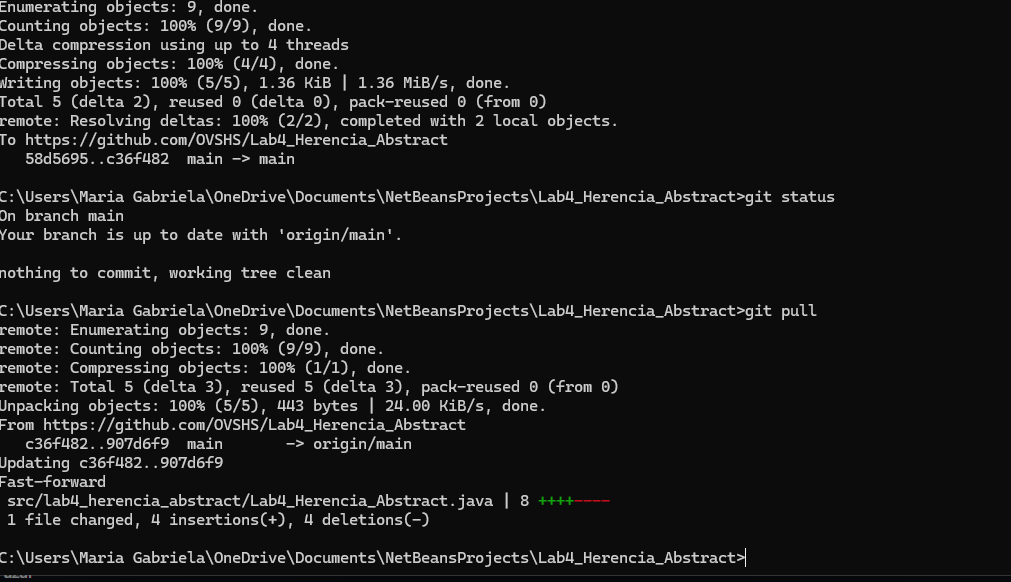 Enumerating objects: 9, done.
Counting objects: 100% (9/9), done.
Delta compression using up to 4 threads
Compressing objects: 100% (4/4), done.
Writing objects: 100% (5/5), 1.36 KiB | 1.36 MiB/s, done.
Total 5 (delta 2), reused 0 (delta 0), pack-reused 0 (from 0)
remote: Resolving deltas: 100% (2/2), completed with 2 local objects.
To https://github.com/OVSHS/Lab4_Herencia_Abstract
   58d5695..c36f482  main -> main
C:\Users\Maria Gabriela\OneDrive\Documents\NetBeansProjects\Lab4_Herencia_Abstract>git status
On branch main
Your branch is up to date with 'origin/main'.
nothing to commit, working tree clean
C:\Users\Maria Gabriela\OneDrive\Documents\NetBeansProjects\Lab4_Herencia_Abstract>git pull
remote: Enumerating objects: 9, done.
remote: Counting objects: 100% (9/9), done.
remote: Compressing objects: 100% (1/1), done.
remote: Total 5 (delta 3), reused 5 (delta 3), pack-reused 0 (from 0)
Unpacking objects: 100% (5/5), 443 bytes | 24.00 KiB/s, done.
From https://github.com/OVSHS/Lab4_Herencia_Abstract
   c36f482..907d6f9  main       -> origin/main
Updating c36f482..907d6f9
Fast-forward
 src/lab4_herencia_abstract/Lab4_Herencia_Abstract.java | 8 ++++----
 1 file changed, 4 insertions(+), 4 deletions(-)
C:\Users\Maria Gabriela\OneDrive\Documents\NetBeansProjects\Lab4_Herencia_Abstract>